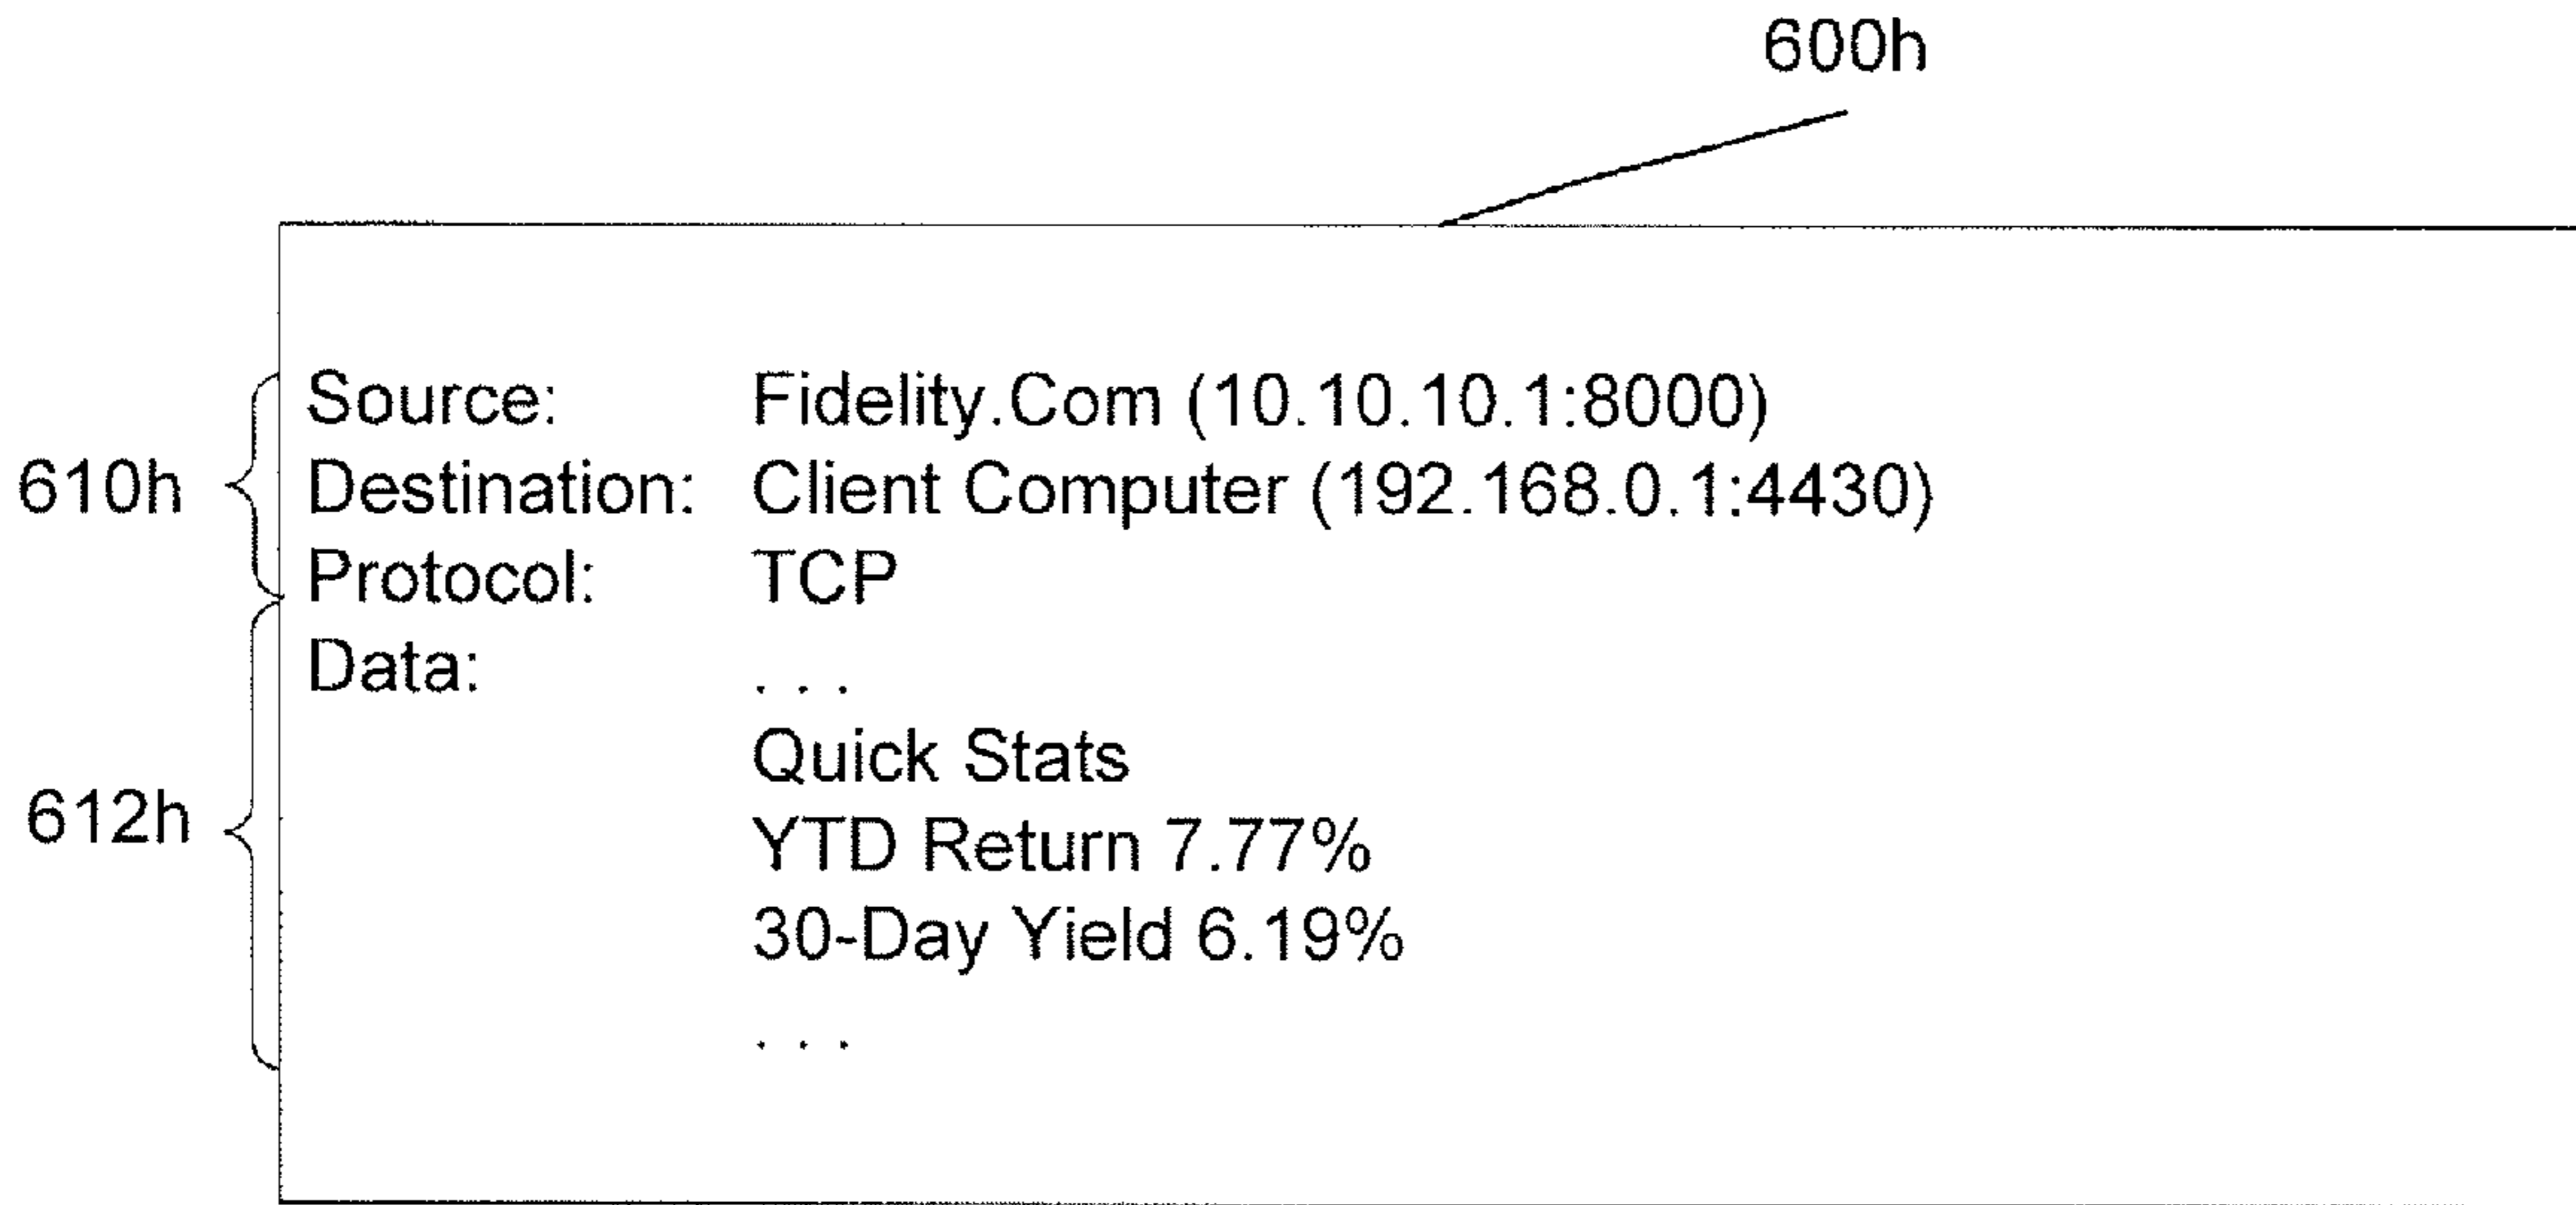 600h
610h
Source: Fidelity.Com (10.10.10.1:8000)
Destination: Client Computer (192.168.0.1:4430)
Protocol: TCP
612h
Data: . . .
Quick Stats
YTD Return 7.77%
30-Day Yield 6.19%
. . .